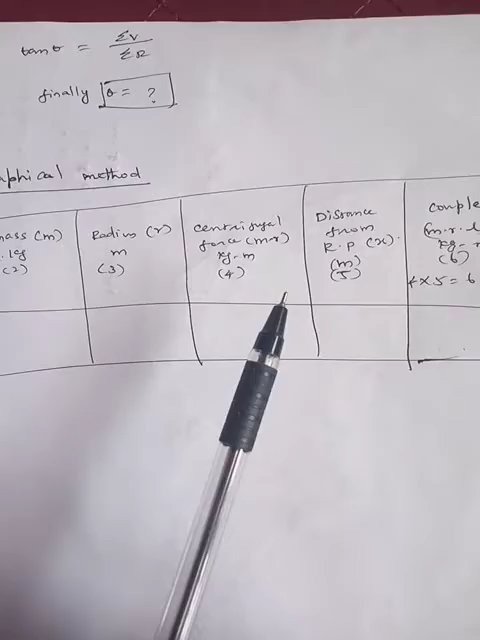 tanθ = ΣV / ΣH
finally θ = ?
aphical method
mass (m)
kg
(2)
Radius (r)
m
(3)
Centrifugal
force (m·r)
kg-m
(4)
Distance
from
R.P (x).
(m)
(5)
Couple
(m.r.l
kg-
(6)
4 x 5 = 6